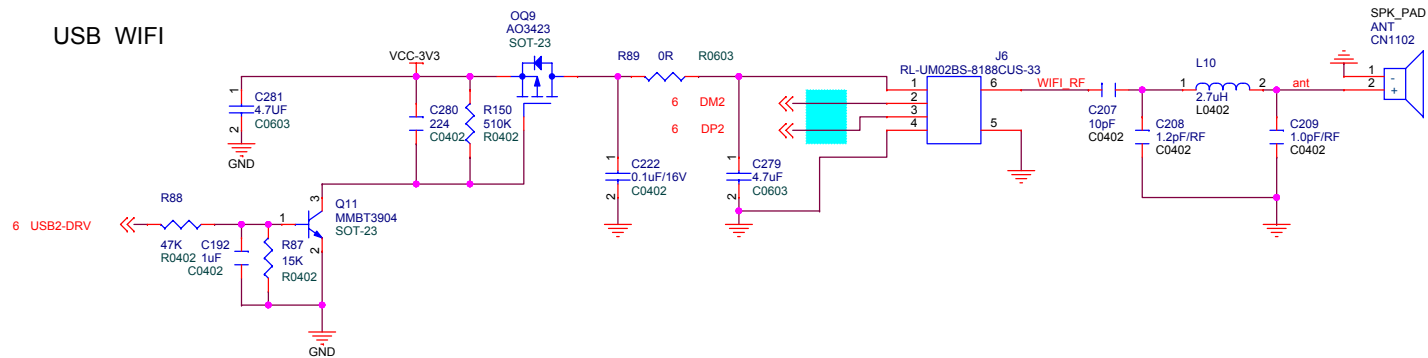 USB WIFI
OQ9
AO3423
SOT-23
VCC-3V3
1
C281
4.7UF
2
C0603
GND
C280
224
C0402
R150
510K
R0402
R89 0R R0603
1
C222
0.1uF/16V
2
C0402
6 DM2
6 DP2
1
C279
4.7uF
2
C0603
J6
RL-UM02BS-8188CUS-33
1
2
3
4
6
5
WIFI_RF
C207
10pF
C0402
L10
1 2
2.7uH
L0402
1
C208
1.2pF/RF
2
C0402
ant
1
C209
1.0pF/RF
2
C0402
SPK_PAD
ANT
CN1102
1 -
2 +
6 USB2-DRV
R88
47K
R0402
C192
1uF
C0402
R87
15K
R0402
3
1
2
Q11
MMBT3904
SOT-23
GND